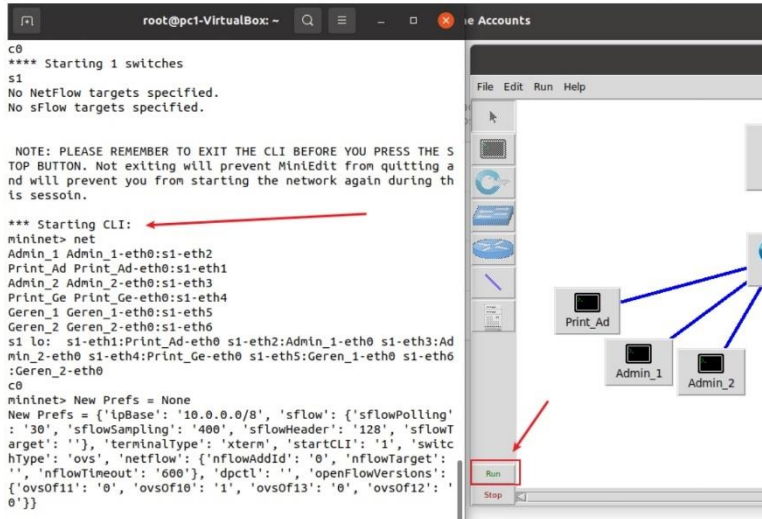 root@pc1-VirtualBox: ~
c0
**** Starting 1 switches
s1
No NetFlow targets specified.
No sFlow targets specified.
NOTE: PLEASE REMEMBER TO EXIT THE CLI BEFORE YOU PRESS THE S
TOP BUTTON. Not exiting will prevent MiniEdit from quitting a
nd will prevent you from starting the network again during th
is sessoin.
*** Starting CLI:
mininet> net
Admin_1 Admin_1-eth0:s1-eth2
Print_Ad Print_Ad-eth0:s1-eth1
Admin_2 Admin_2-eth0:s1-eth3
Print_Ge Print_Ge-eth0:s1-eth4
Geren_1 Geren_1-eth0:s1-eth5
Geren_2 Geren_2-eth0:s1-eth6
s1 lo:  s1-eth1:Print_Ad-eth0 s1-eth2:Admin_1-eth0 s1-eth3:Ad
min_2-eth0 s1-eth4:Print_Ge-eth0 s1-eth5:Geren_1-eth0 s1-eth6
:Geren_2-eth0
c0
mininet> New Prefs = None
New Prefs = {'ipBase': '10.0.0.0/8', 'sflow': {'sflowPolling'
: '30', 'sflowSampling': '400', 'sflowHeader': '128', 'sflowT
arget': ''}, 'terminalType': 'xterm', 'startCLI': '1', 'switc
hType': 'ovs', 'netflow': {'nflowAddId': '0', 'nflowTarget':
'', 'nflowTimeout': '600'}, 'dpctl': '', 'openFlowVersions':
{'ovsOf11': '0', 'ovsOf10': '1', 'ovsOf13': '0', 'ovsOf12': '
0'}}
ne Accounts
File Edit Run Help
Print_Ad
Admin_1
Admin_2
Run
Stop